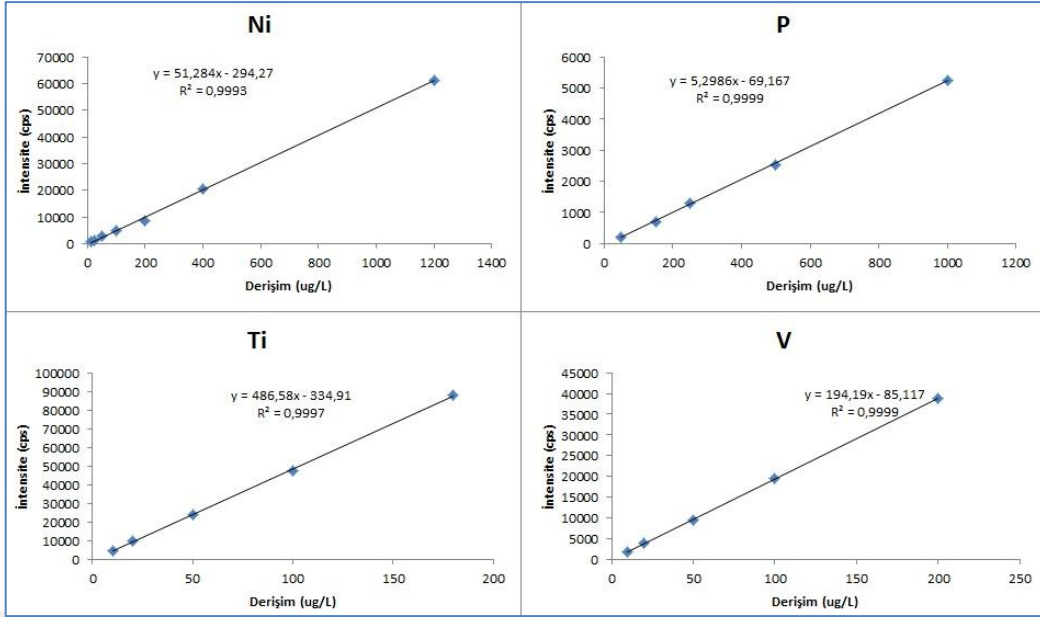 Ni
y = 51,284x - 294,27
R² = 0,9993
İntensite (cps)
70000
60000
50000
40000
30000
20000
10000
0
0 200 400 600 800 1000 1200 1400
Derişim (ug/L)
P
y = 5,2986x - 69,167
R² = 0,9999
İntensite (cps)
6000
5000
4000
3000
2000
1000
0
0 200 400 600 800 1000 1200
Derişim (ug/L)
Ti
y = 486,58x - 334,91
R² = 0,9997
İntensite (cps)
100000
90000
80000
70000
60000
50000
40000
30000
20000
10000
0
0 50 100 150 200
Derişim (ug/L)
V
y = 194,19x - 85,117
R² = 0,9999
İntensite (cps)
45000
40000
35000
30000
25000
20000
15000
10000
5000
0
0 50 100 150 200 250
Derişim (ug/L)